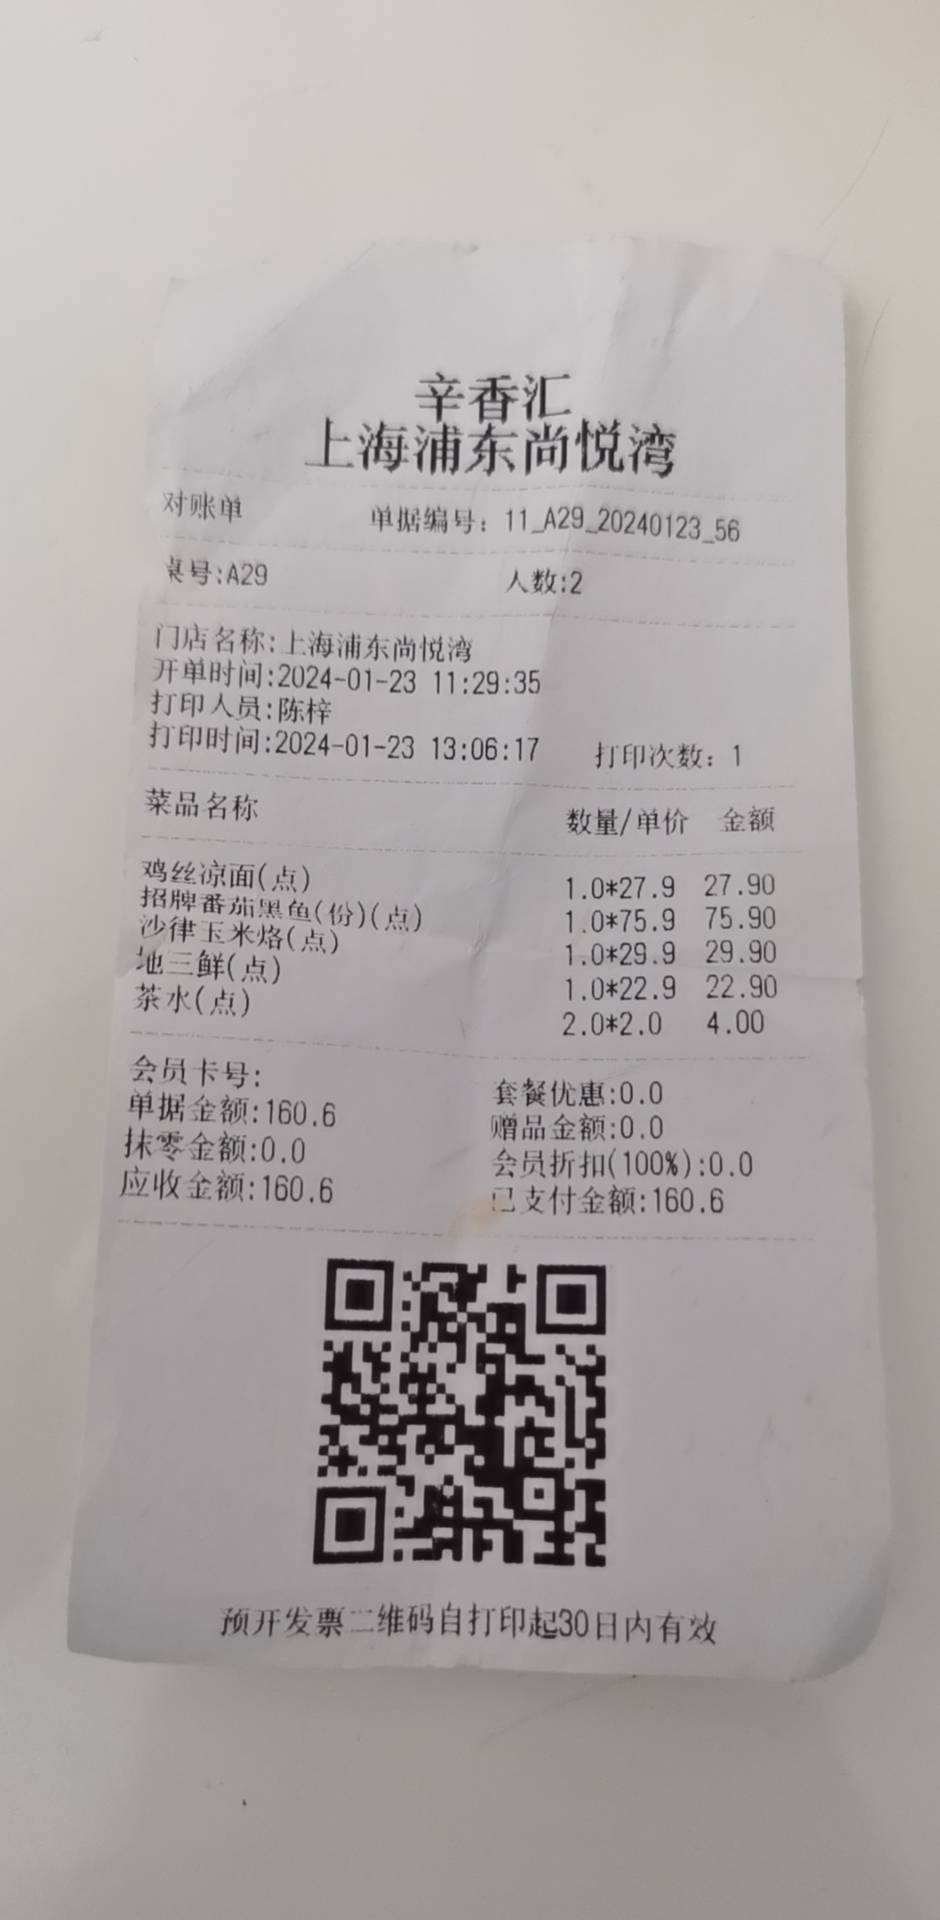 辛香汇
上海浦东尚悦湾
对账单 单据编号：11_A29_20240123_56
桌号:A29 人数:2
门店名称:上海浦东尚悦湾
开单时间:2024-01-23 11:29:35
打印人员:陈梓
打印时间:2024-01-23 13:06:17 打印次数：1
菜品名称 数量/单价 金额
鸡丝凉面(点) 1.0*27.9 27.90
招牌番茄黑鱼(份)(点) 1.0*75.9 75.90
沙律玉米烙(点) 1.0*29.9 29.90
地三鲜(点) 1.0*22.9 22.90
茶水(点) 2.0*2.0 4.00
会员卡号: 套餐优惠:0.0
单据金额:160.6 赠品金额:0.0
抹零金额:0.0 会员折扣(100%):0.0
应收金额:160.6 已支付金额:160.6
预开发票二维码自打印起30日内有效